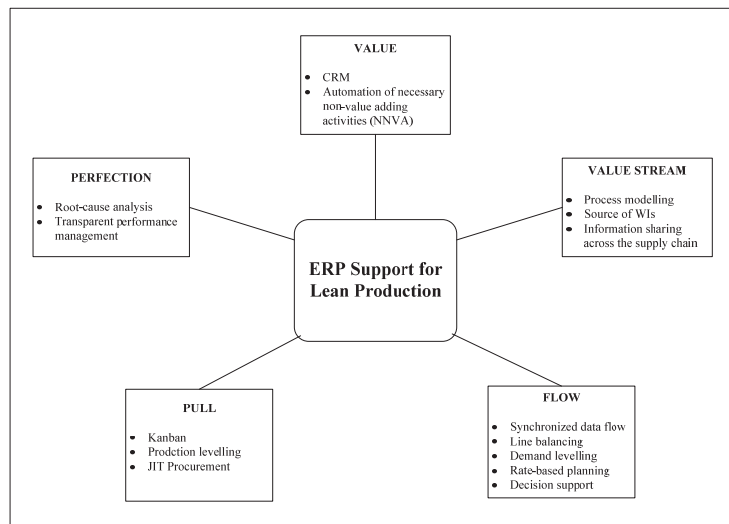 VALUE
• CRM
• Automation of necessary
non-value adding
activities (NNVA)
PERFECTION
• Root-cause analysis
• Transparent performance
management
VALUE STREAM
• Process modelling
• Source of WIs
• Information sharing
across the supply chain
ERP Support for
Lean Production
PULL
• Kanban
• Prodction levelling
• JIT Procurement
FLOW
• Synchronized data flow
• Line balancing
• Demand levelling
• Rate-based planning
• Decision support